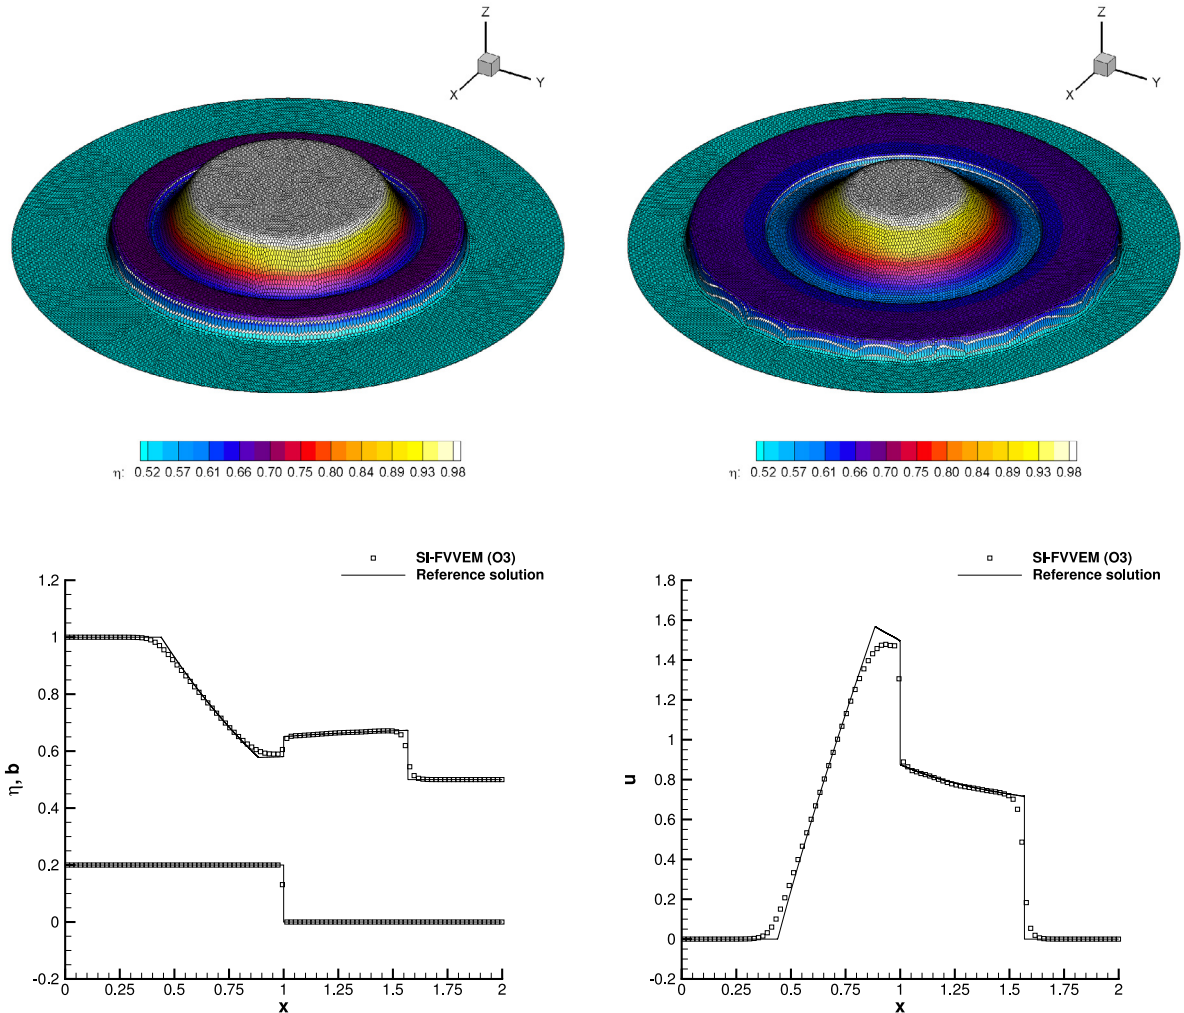 Z
X
Y
Z
X
Y
η: 0.52 0.57 0.61 0.66 0.70 0.75 0.80 0.84 0.89 0.93 0.98
η: 0.52 0.57 0.61 0.66 0.70 0.75 0.80 0.84 0.89 0.93 0.98
SI-FVVEM (O3)
Reference solution
1.2
1
0.8
0.6
0.4
0.2
0
-0.2
η, b
0 0.25 0.5 0.75 1 1.25 1.5 1.75 2
x
SI-FVVEM (O3)
Reference solution
1.8
1.6
1.4
1.2
1
0.8
0.6
0.4
0.2
0
-0.2
u
0 0.25 0.5 0.75 1 1.25 1.5 1.75 2
x